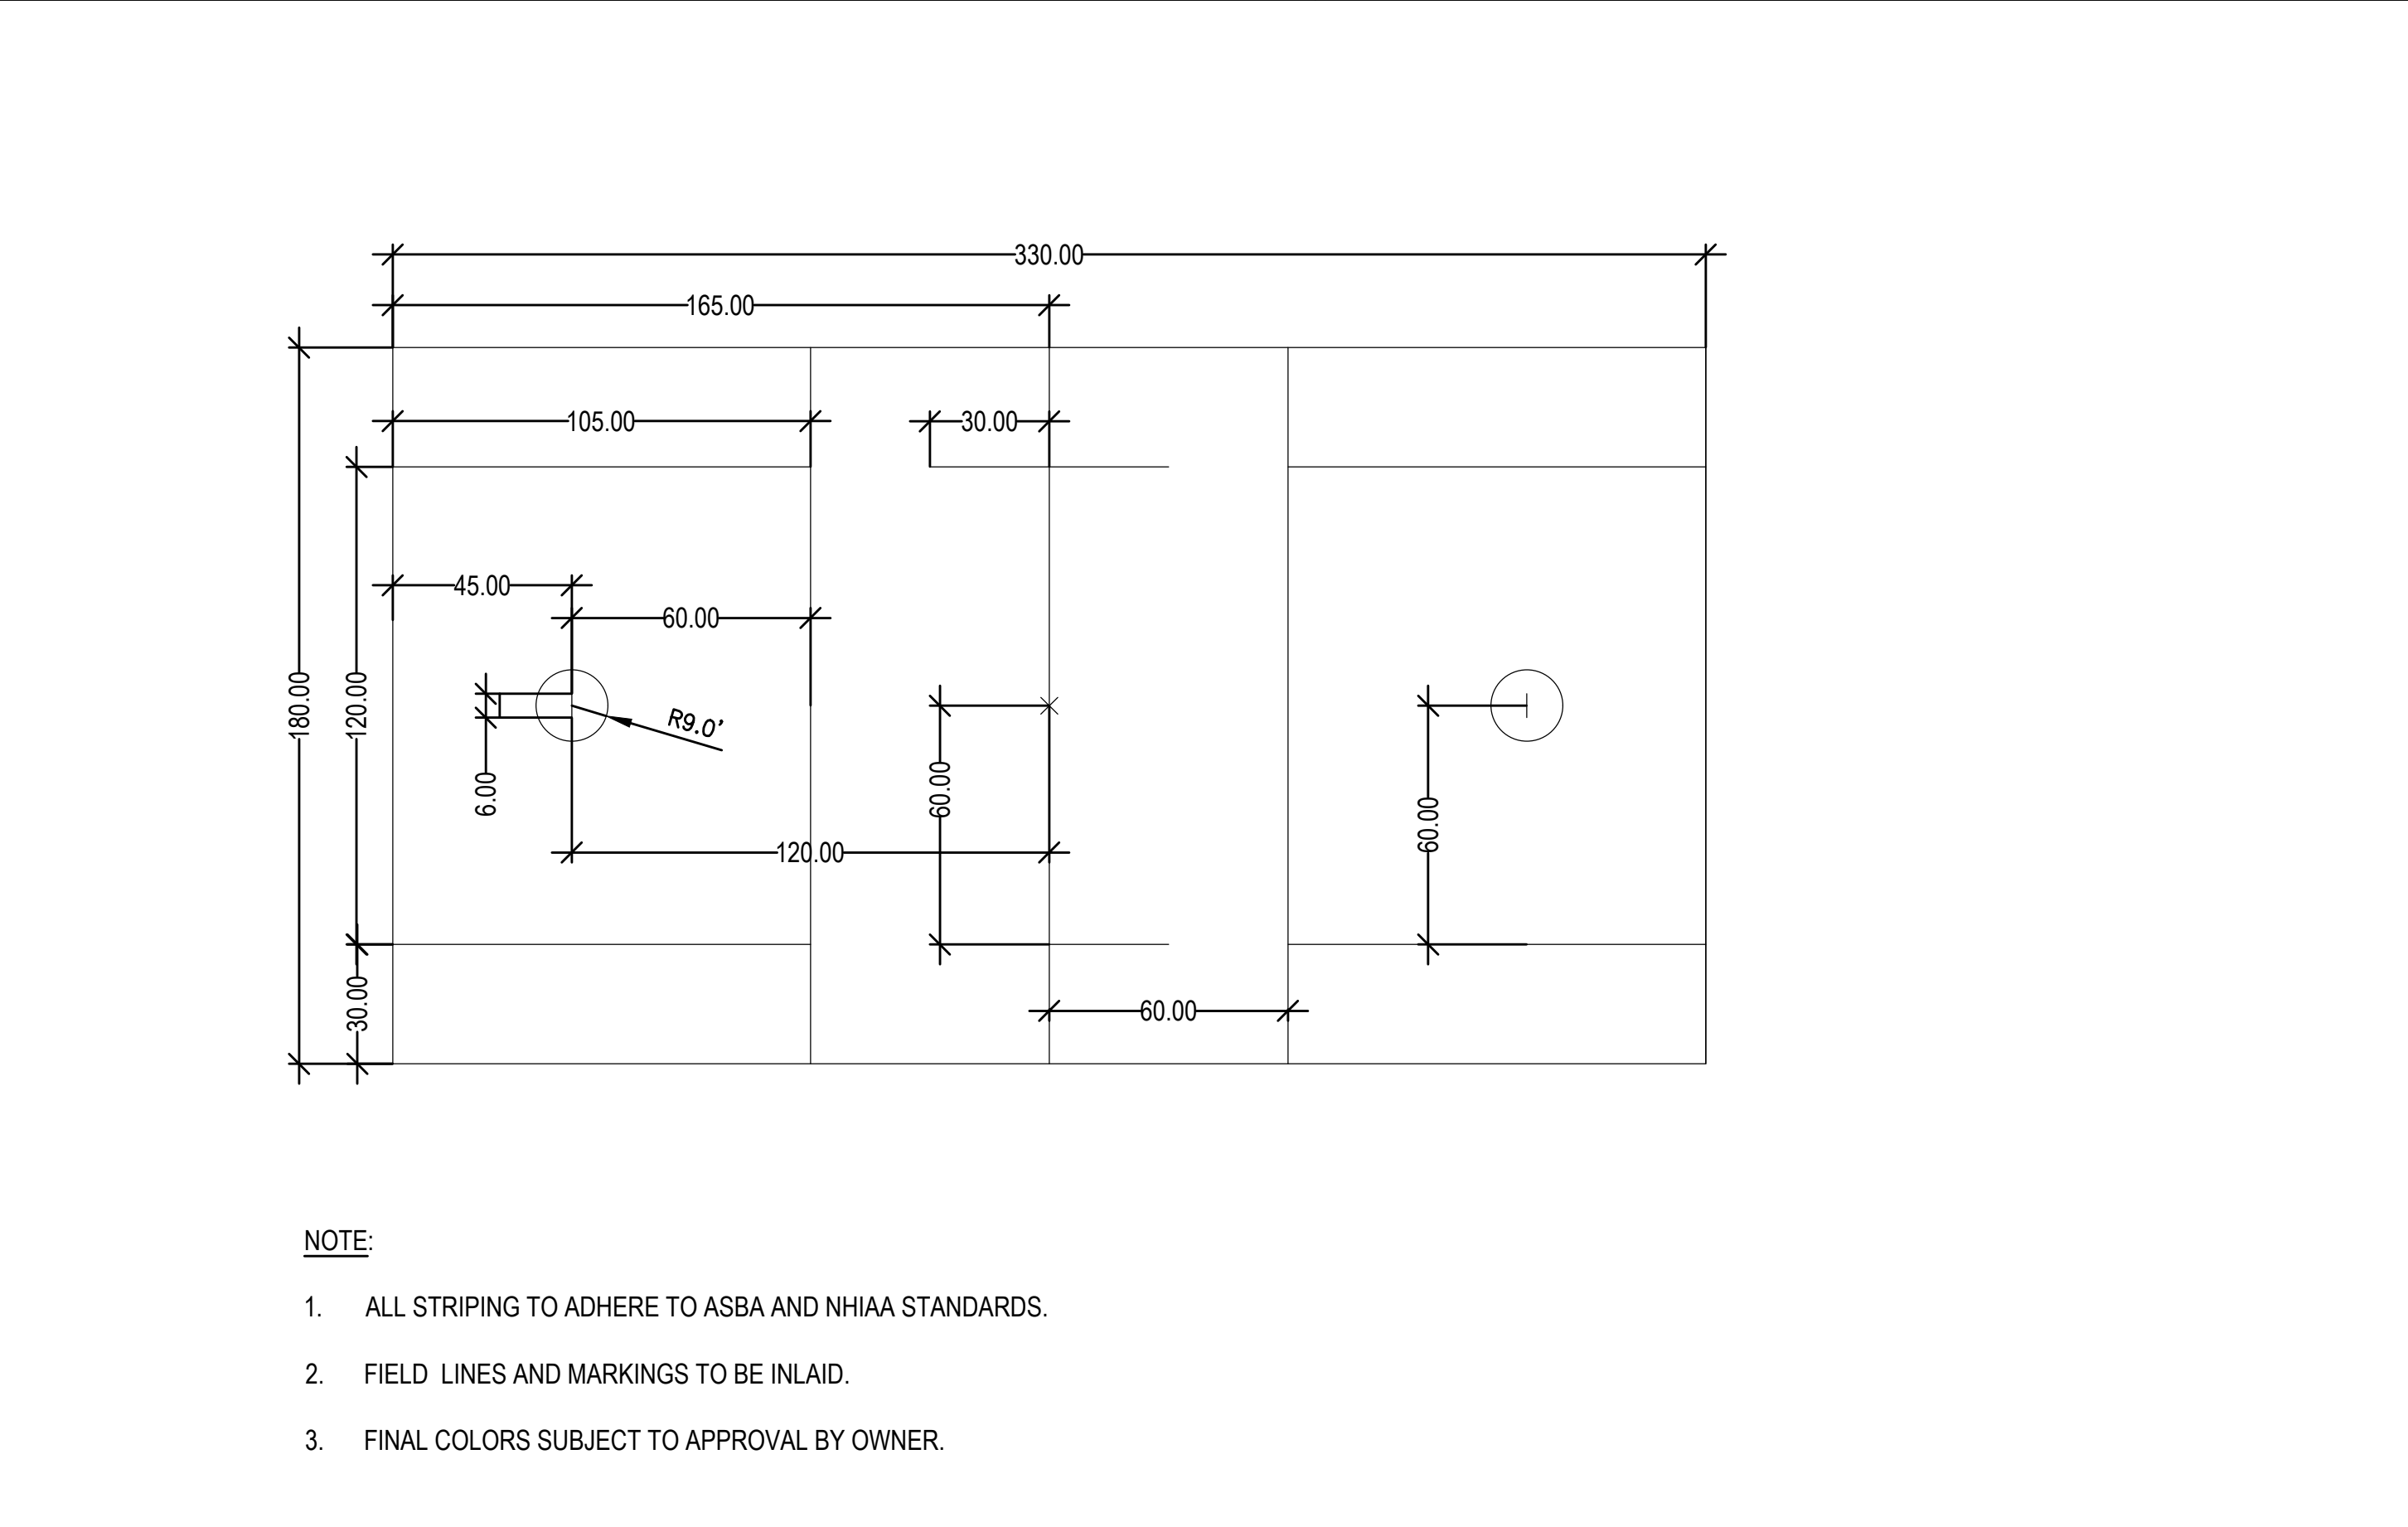 330.00
165.00
105.00
30.00
45.00
60.00
180.00
120.00
R9.0'
6.00
60.00
60.00
120.00
30.00
60.00
NOTE:
1. ALL STRIPING TO ADHERE TO ASBA AND NHIAA STANDARDS.
2. FIELD  LINES AND MARKINGS TO BE INLAID.
3. FINAL COLORS SUBJECT TO APPROVAL BY OWNER.